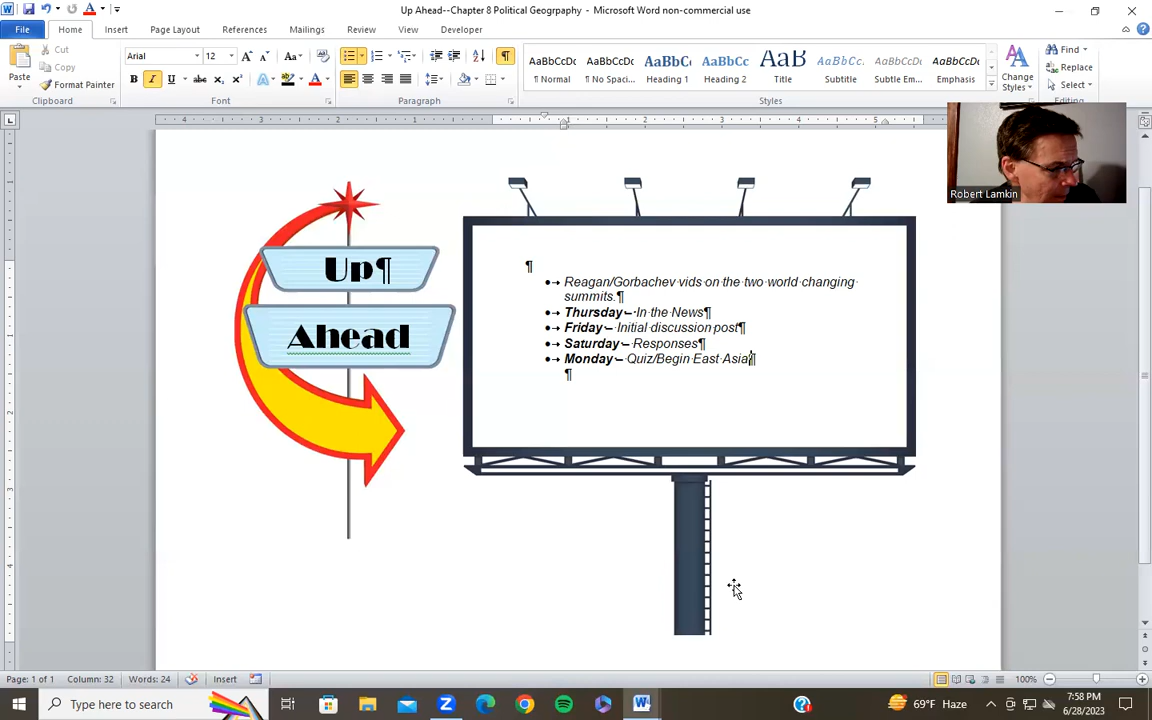 Up Ahead--Chapter 8 Political Geogrpaphy - Microsoft Word non-commercial use
File Home Insert Page Layout References Mailings Review View Developer
Paste
Cut
Copy
Format Painter
Clipboard
Arial 12
Font
Paragraph
AaBbCcDc AaBbCcDc AaBbC AaBbCc AaB AaBbCc. AaBbCcDc AaBbCcDc
¶ Normal ¶ No Spaci... Heading 1 Heading 2 Title Subtitle Subtle Em... Emphasis
Styles
Change Styles
Find
Replace
Select
Editing
Robert Lamkin
Up¶
Ahead
¶
Reagan/Gorbachev vids on the two world changing
summits.¶
Thursday – In the News¶
Friday – Initial discussion post¶
Saturday – Responses¶
Monday – Quiz/Begin East Asia¶
¶
Page: 1 of 1 Column: 32 Words: 24 Insert 100%
Type here to search
69°F Haze
7:58 PM
6/28/2023